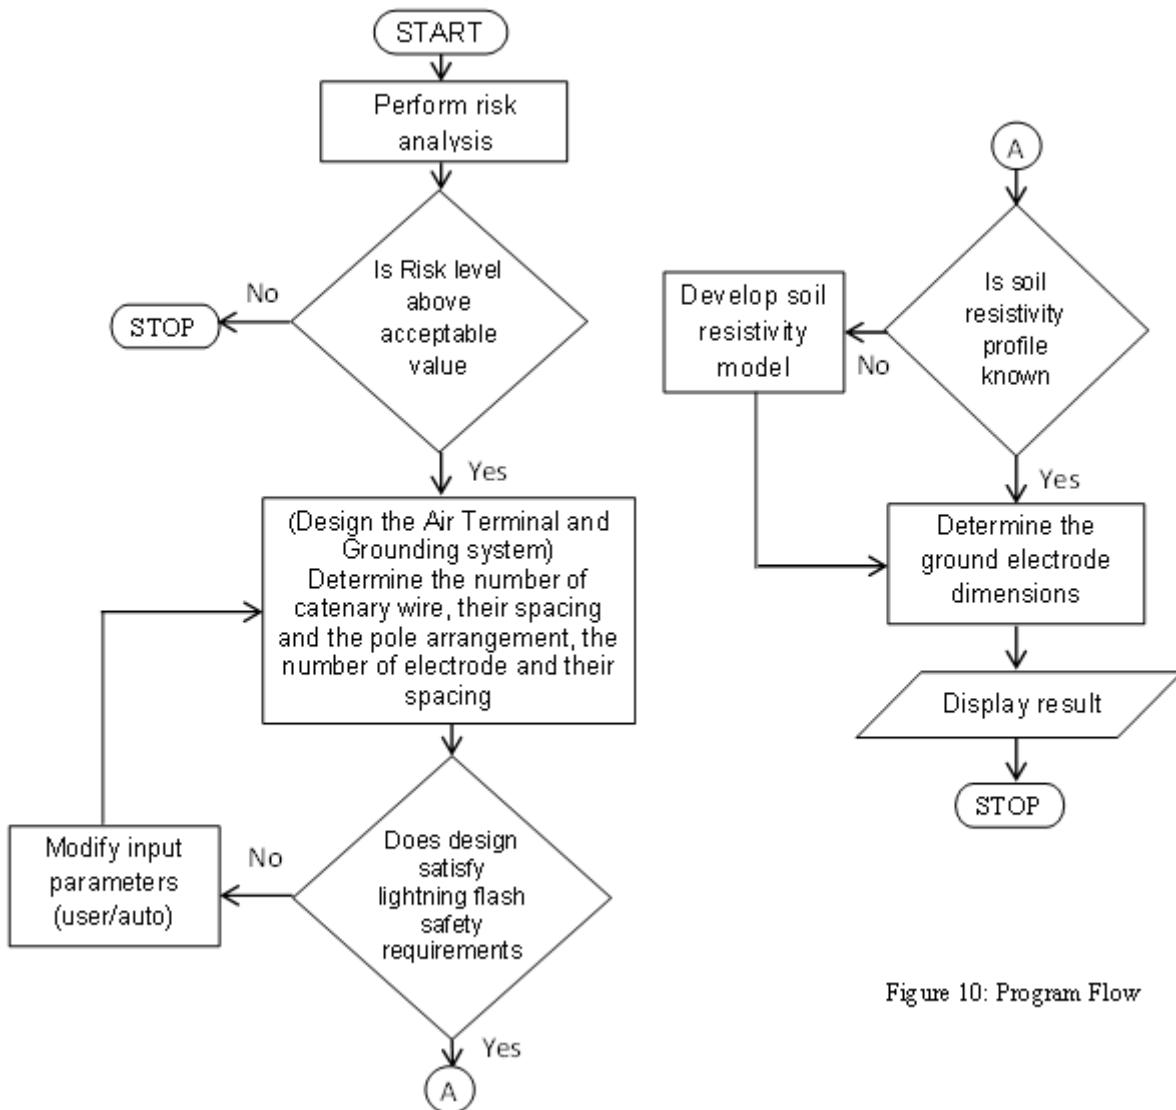 START
Perform risk
analysis
Is Risk level
above
acceptable
value
No
STOP
Yes
(Design the Air Terminal and
Grounding system)
Determine the number of
catenary wire, their spacing
and the pole arrangement, the
number of electrode and their
spacing
Does design
satisfy
lightning flash
safety
requirements
No
Modify input
parameters
(user/auto)
Yes
A
A
Is soil
resistivity
profile
known
No
Develop soil
resistivity
model
Yes
Determine the
ground electrode
dimensions
Display result
STOP
Figure 10: Program Flow